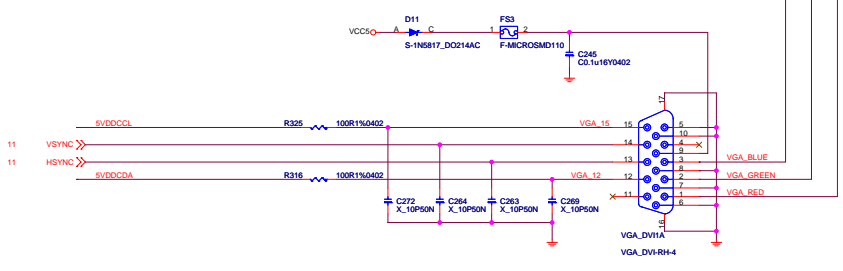 D11
FS3
VCC5
A
C
1
2
S-1N5817_DO214AC
F-MICROSMD110
C245
C0.1u16Y0402
17
5VDDCCL
R325
100R1%0402
VGA_15
15
5
10
11
VSYNC
14
4
9
11
HSYNC
13
3
VGA_BLUE
8
5VDDCDA
R316
100R1%0402
VGA_12
12
2
VGA_GREEN
7
11
1
VGA_RED
6
C272
X_10P50N
C264
X_10P50N
C263
X_10P50N
C269
X_10P50N
16
VGA_DVI1A
VGA_DVI-RH-4